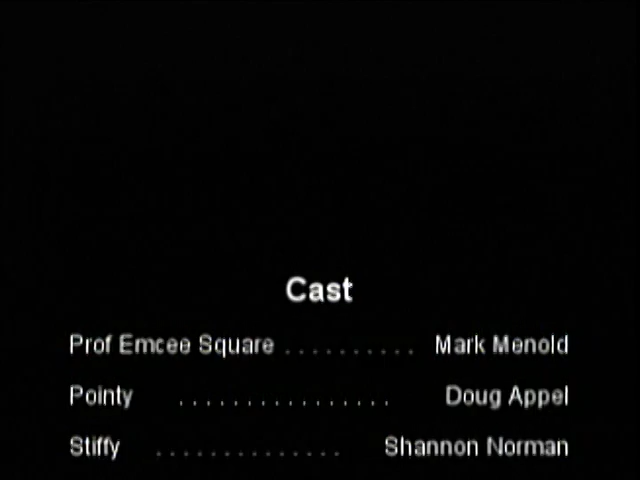 Cast
Prof Emcee Square . . . . . . . . . . Mark Menold
Pointy . . . . . . . . . . . . . . . . Doug Appel
Stiffy . . . . . . . . . . . . . . Shannon Norman